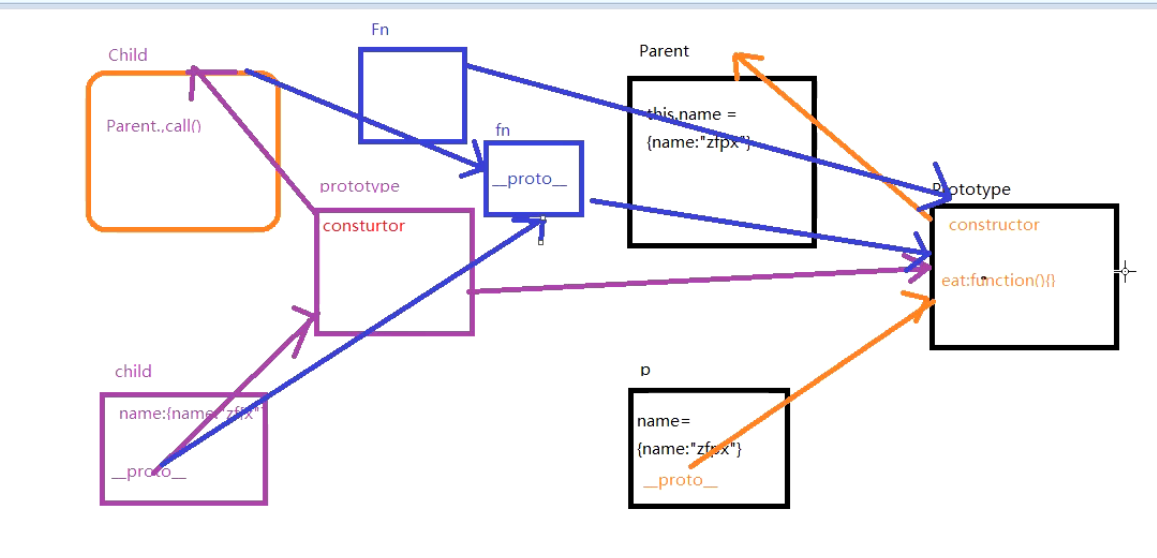 Fn
Child
Parent
this.name =
{name:"zfpx"}
Parent.,call()
fn
__proto__
prototype
Prototype
consturtor
constructor
eat:function(){}
child
p
name:{name:"zffx"
name=
{name:"zfpx"}
__proto__
__proto__